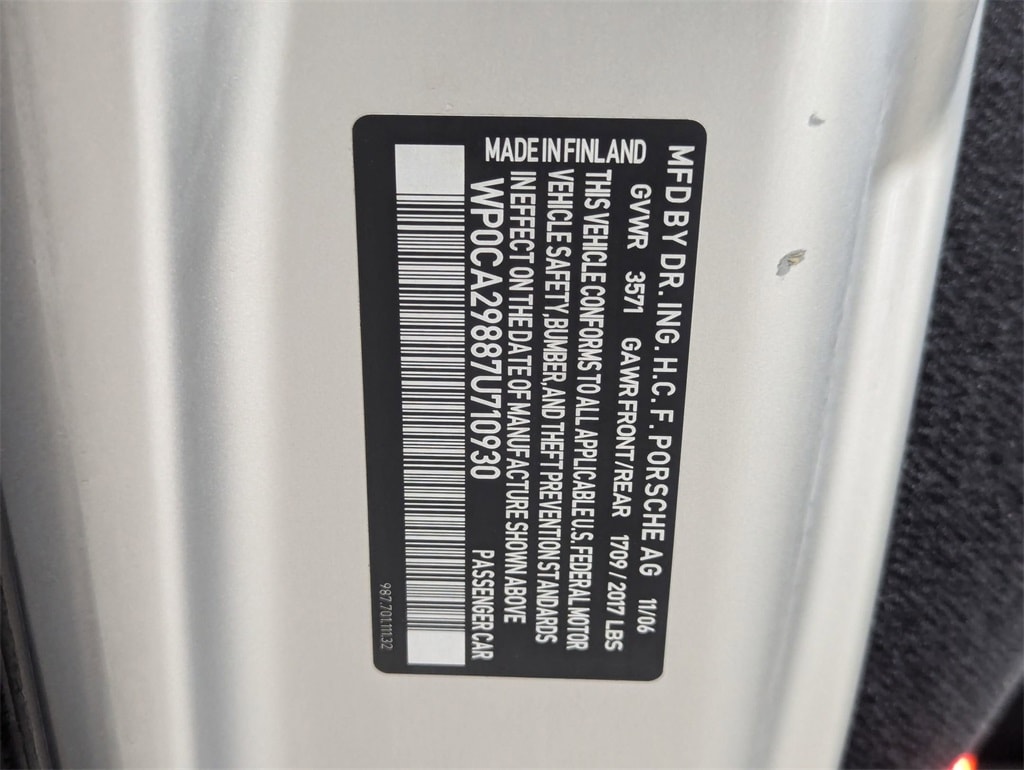 MFD BY DR. ING. H.C. F. PORSCHE AG 11/06
GVWR 3571 GAWR FRONT/REAR 1709 / 2017 LBS
THIS VEHICLE CONFORMS TO ALL APPLICABLE U.S. FEDERAL MOTOR
VEHICLE SAFETY, BUMBER, AND THEFT PREVENTION STANDARDS
IN EFFECT ON THE DATE OF MANUFACTURE SHOWN ABOVE
MADE IN FINLAND
WP0CA29887U710930 PASSENGER CAR
987.701.111.32